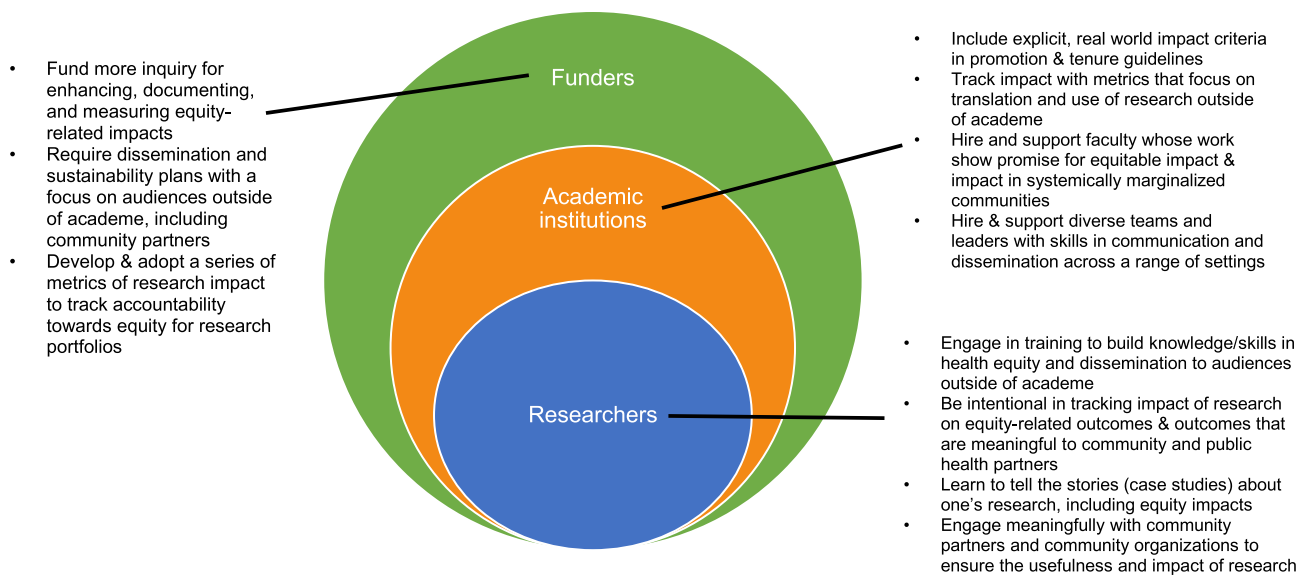 • Fund more inquiry for
enhancing, documenting,
and measuring equity-
related impacts
• Require dissemination and
sustainability plans with a
focus on audiences outside
of academe, including
community partners
• Develop & adopt a series of
metrics of research impact
to track accountability
towards equity for research
portfolios
Funders
Academic
institutions
Researchers
• Include explicit, real world impact criteria
in promotion & tenure guidelines
• Track impact with metrics that focus on
translation and use of research outside
of academe
• Hire and support faculty whose work
show promise for equitable impact &
impact in systemically marginalized
communities
• Hire & support diverse teams and
leaders with skills in communication and
dissemination across a range of settings
• Engage in training to build knowledge/skills in
health equity and dissemination to audiences
outside of academe
• Be intentional in tracking impact of research
on equity-related outcomes & outcomes that
are meaningful to community and public
health partners
• Learn to tell the stories (case studies) about
one's research, including equity impacts
• Engage meaningfully with community
partners and community organizations to
ensure the usefulness and impact of research